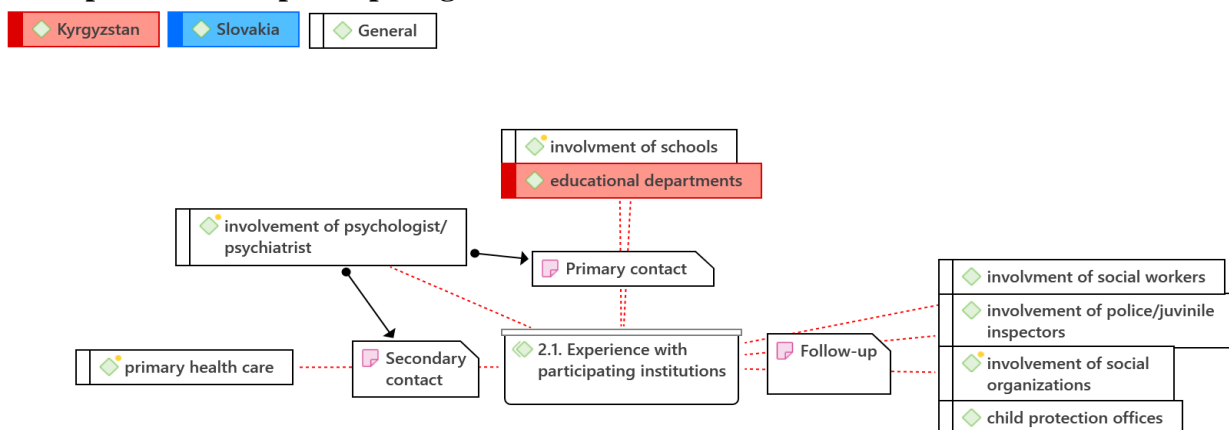 Kyrgyzstan
Slovakia
General
involvment of schools
educational departments
involvement of psychologist/
psychiatrist
Primary contact
involvment of social workers
involvement of police/juvinile
inspectors
2.1. Experience with
participating institutions
Follow-up
Secondary
contact
primary health care
involvement of social
organizations
child protection offices